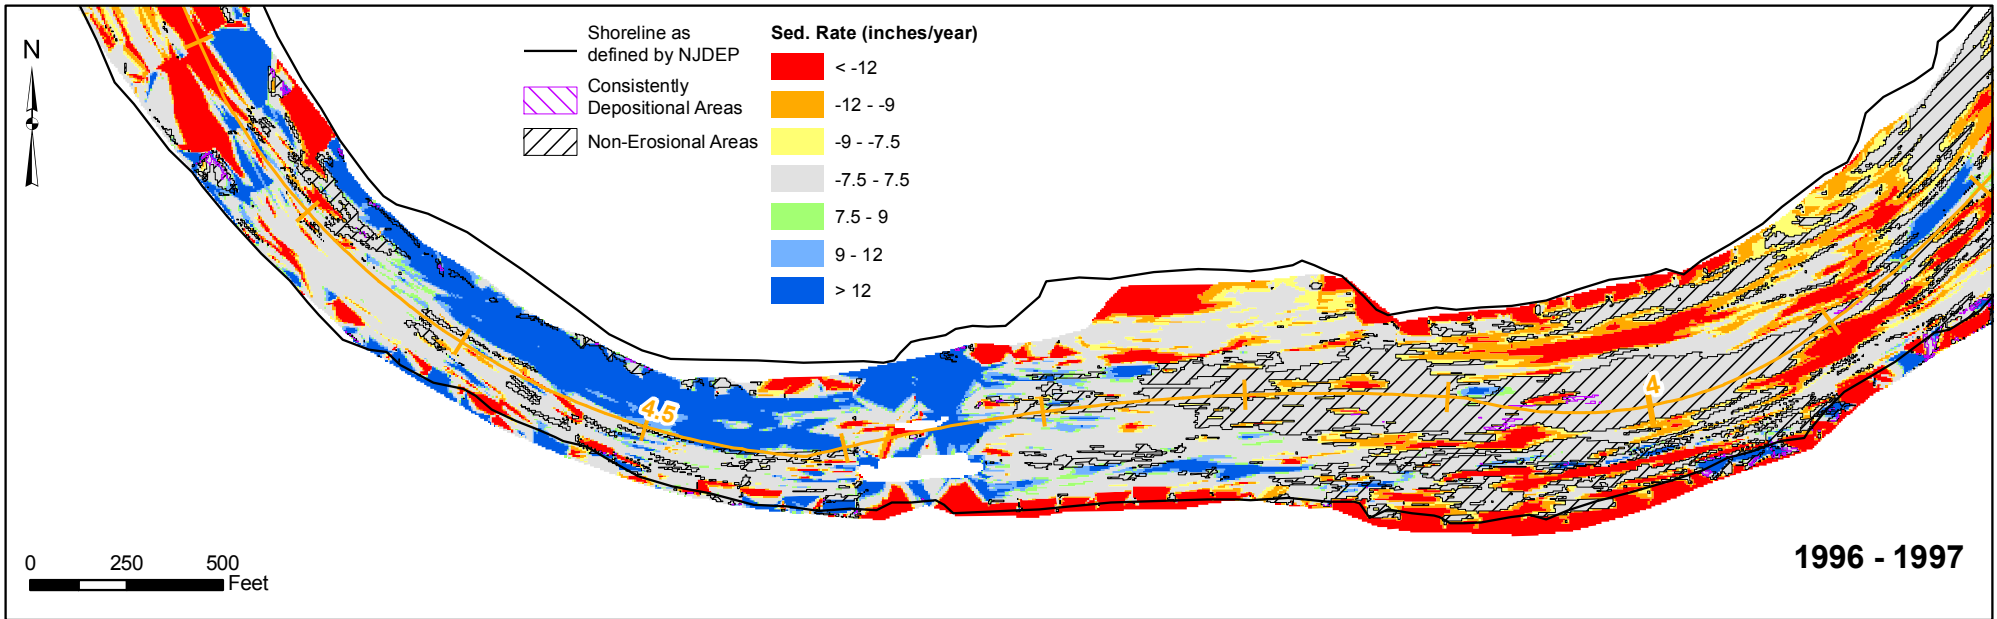 N
Shoreline as
defined by NJDEP
Consistently
Depositional Areas
Non-Erosional Areas
Sed. Rate (inches/year)
< -12
-12 - -9
-9 - -7.5
-7.5 - 7.5
7.5 - 9
9 - 12
> 12
4.5
4
0 250 500
Feet
1996 - 1997